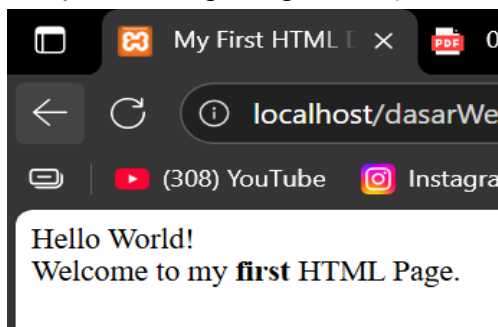 My First HTML
localhost/dasarWe
(308) YouTube
Instagra
Hello World!
Welcome to my first HTML Page.